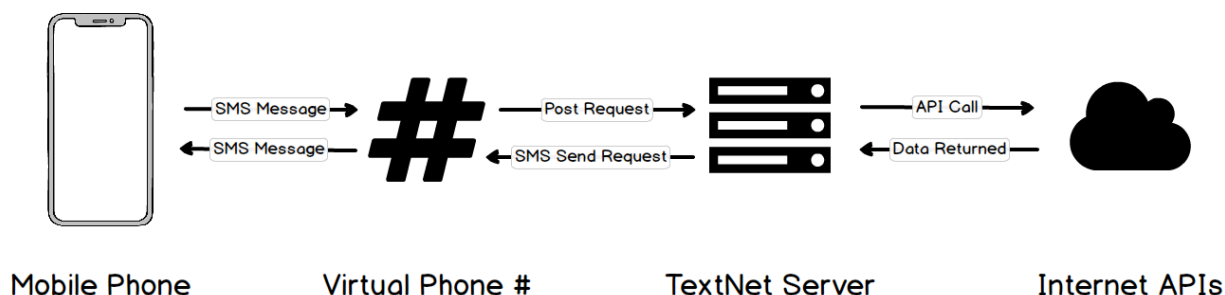 SMS Message
Post Request
API Call
SMS Message
SMS Send Request
Data Returned
Mobile Phone
Virtual Phone #
TextNet Server
Internet APIs